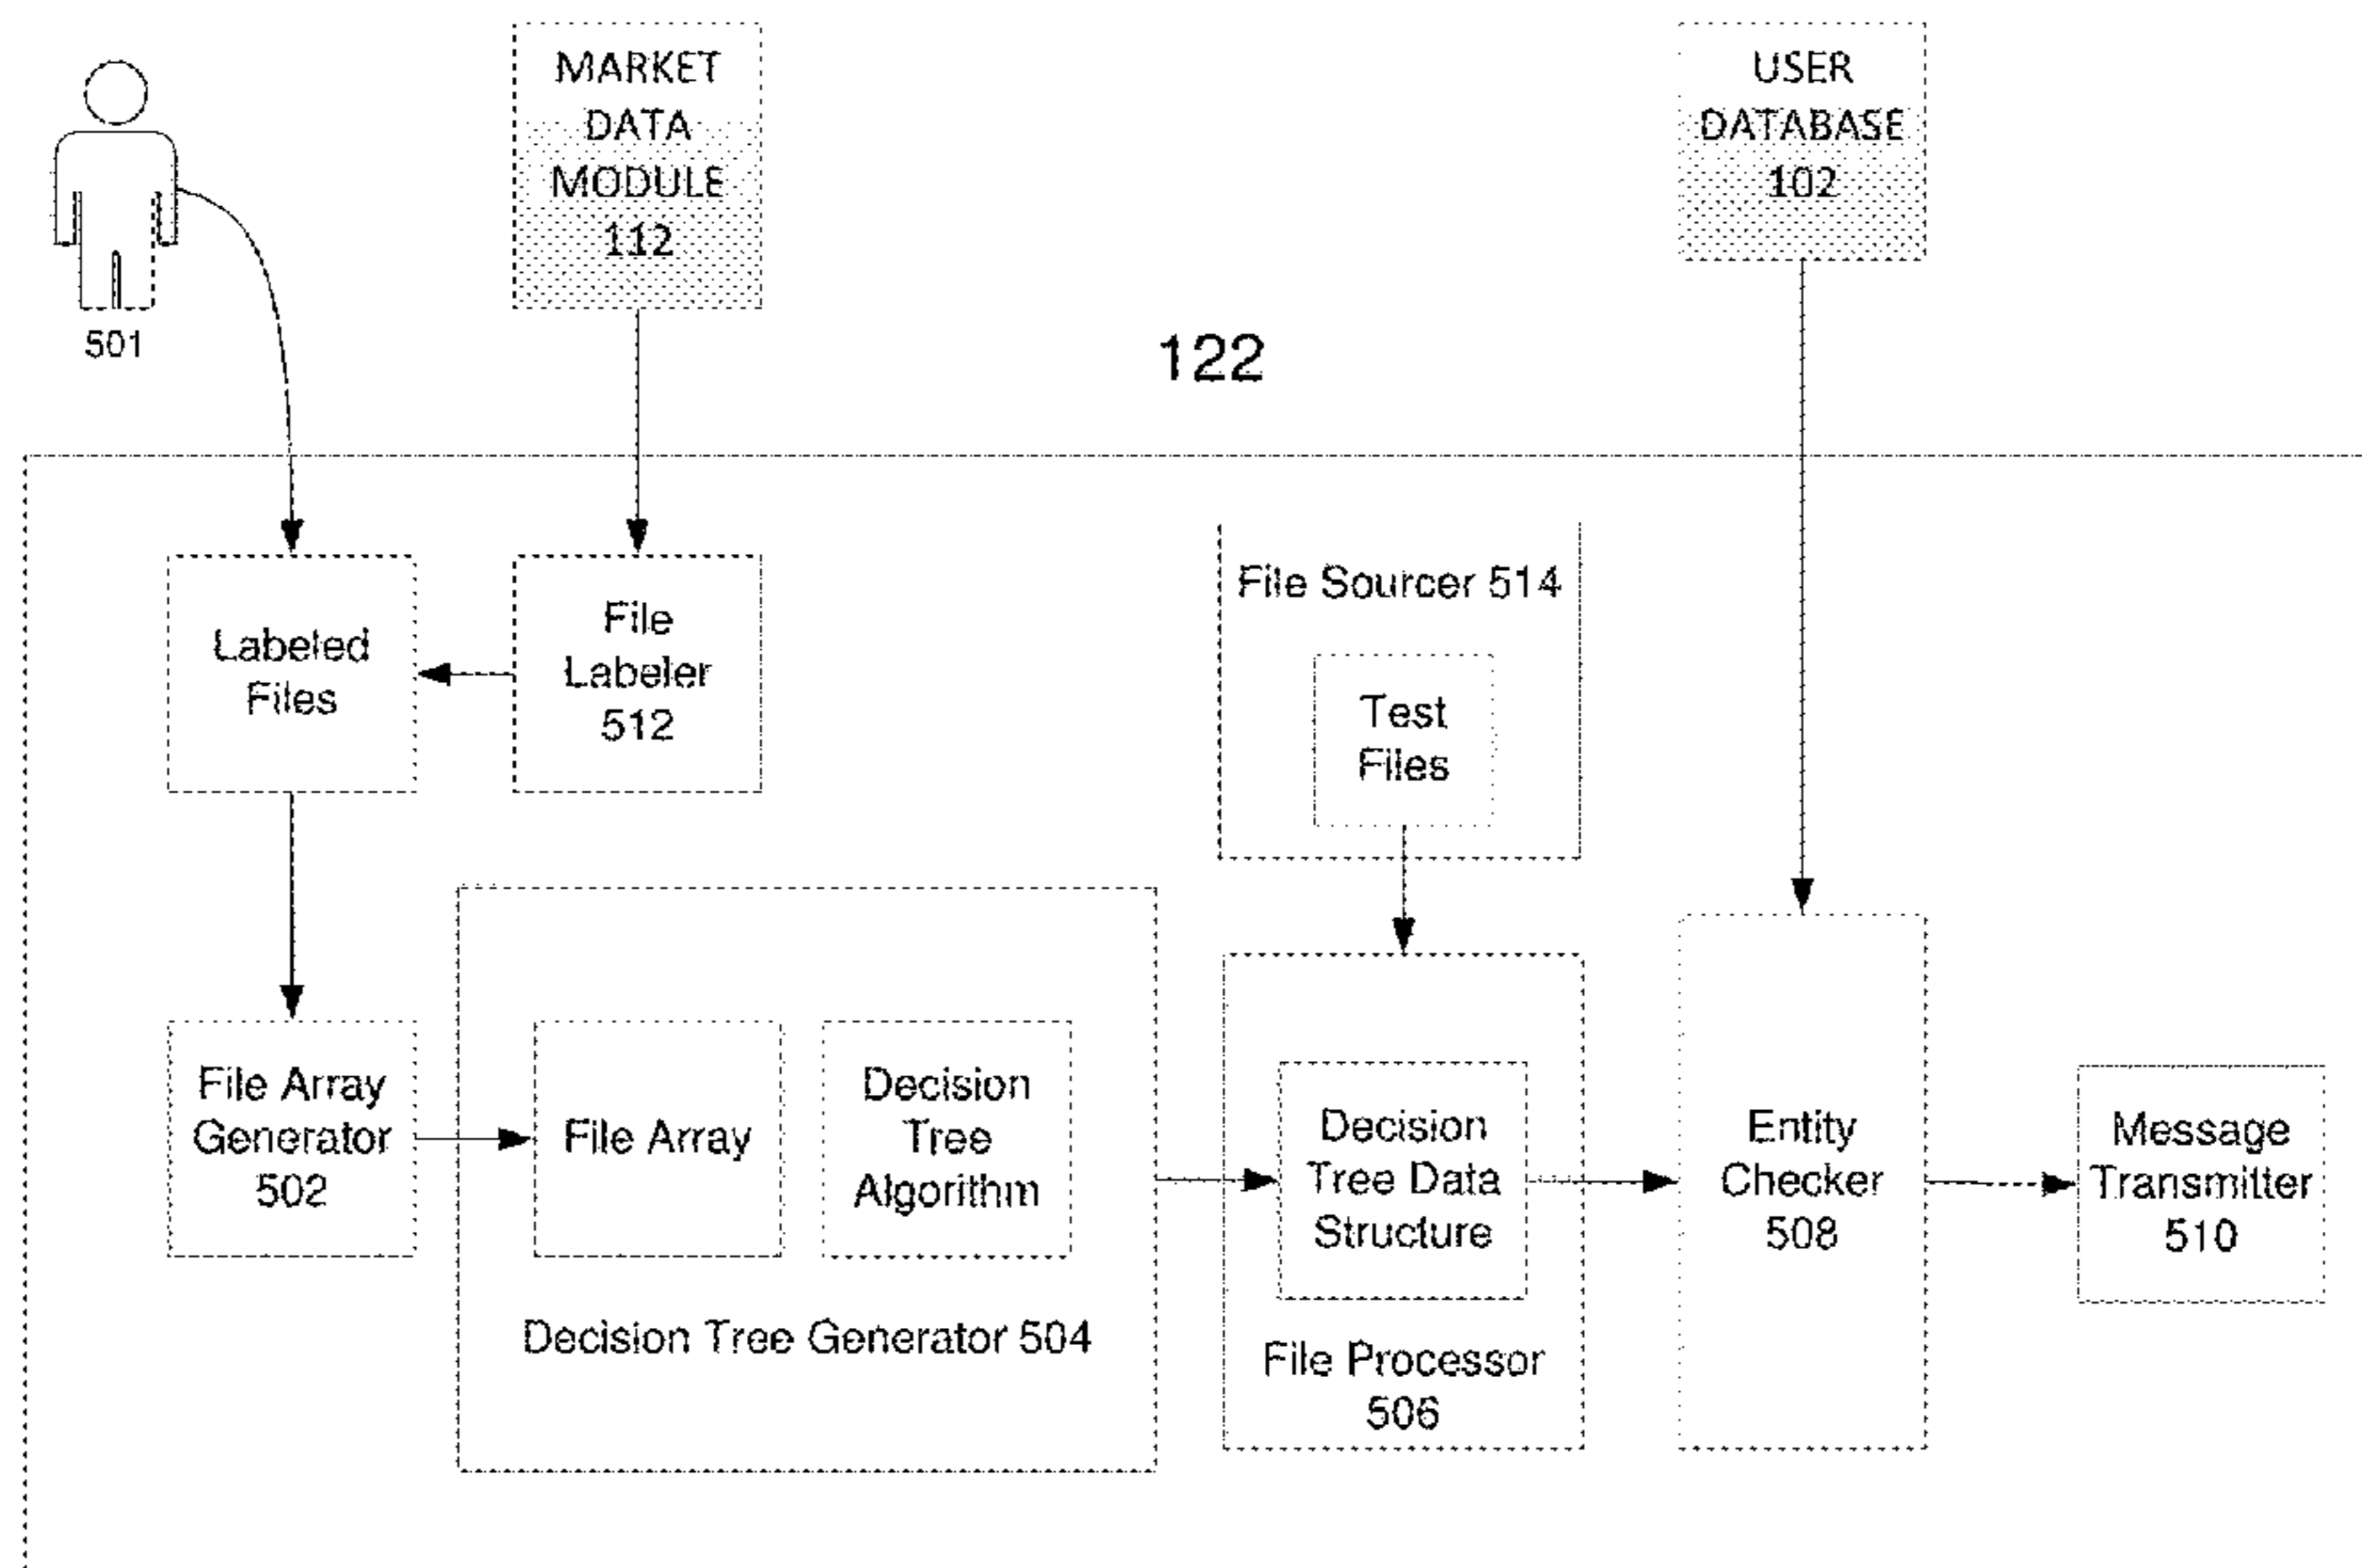 MARKET
DATA
MODULE
112
USER
DATABASE
102
501
122
Labeled
Files
File
Labeler
512
File Sourcer 514
Test
Files
File Array
Generator
502
File Array
Decision
Tree
Algorithm
Decision Tree Generator 504
Decision
Tree Data
Structure
File Processor
506
Entity
Checker
508
Message
Transmitter
510